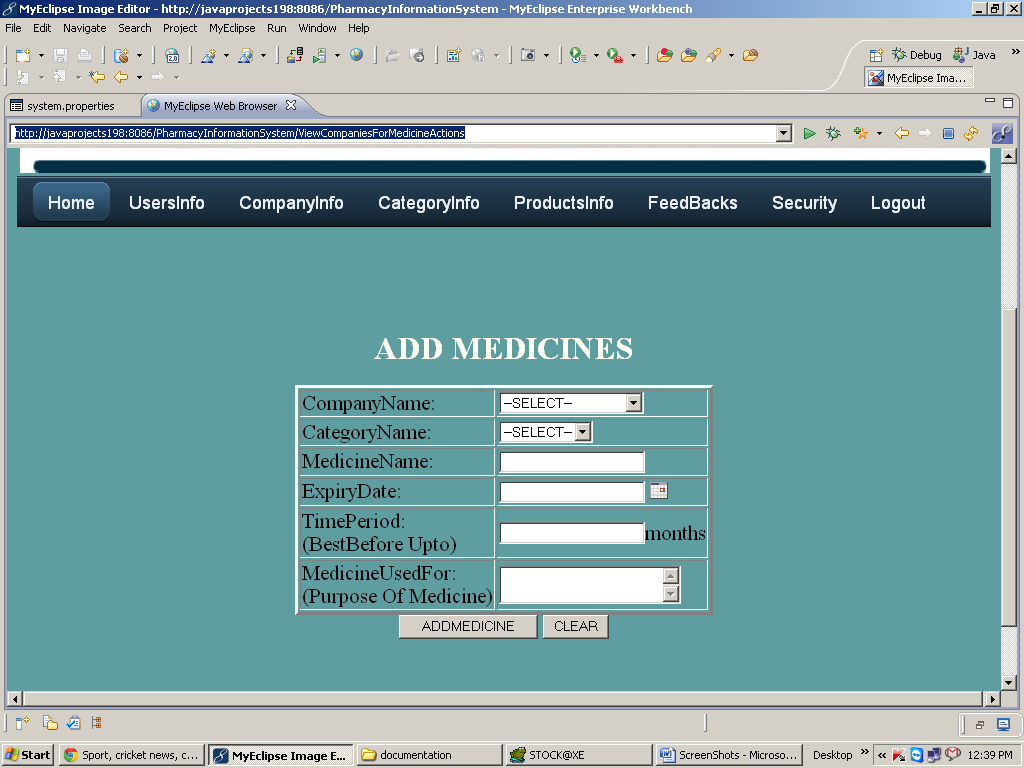 MyEclipse Image Editor - http://javaprojects198:8086/PharmacyInformationSystem - MyEclipse Enterprise Workbench
File Edit Navigate Search Project MyEclipse Run Window Help
2.0
Debug Java »
MyEclipse Ima...
system.properties MyEclipse Web Browser
http://javaprojects198:8086/PharmacyInformationSystem/ViewCompaniesForMedicineActions
Home UsersInfo CompanyInfo CategoryInfo ProductsInfo FeedBacks Security Logout
ADD MEDICINES
CompanyName: --SELECT--
CategoryName: --SELECT--
MedicineName:
ExpiryDate:
TimePeriod:
(BestBefore Upto) months
MedicineUsedFor:
(Purpose Of Medicine)
ADDMEDICINE CLEAR
Start Sport, cricket news, c... MyEclipse Image E... documentation STOCK@XE ScreenShots - Microso... Desktop » « 12:39 PM